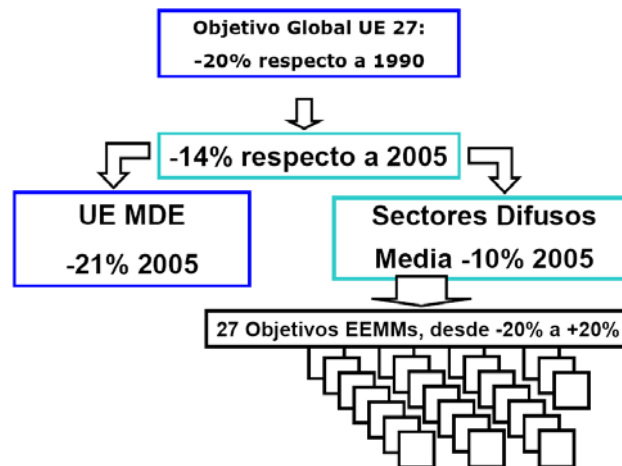 Objetivo Global UE 27:
-20% respecto a 1990
-14% respecto a 2005
UE MDE
-21% 2005
Sectores Difusos
Media -10% 2005
27 Objetivos EEMMs, desde -20% a +20%